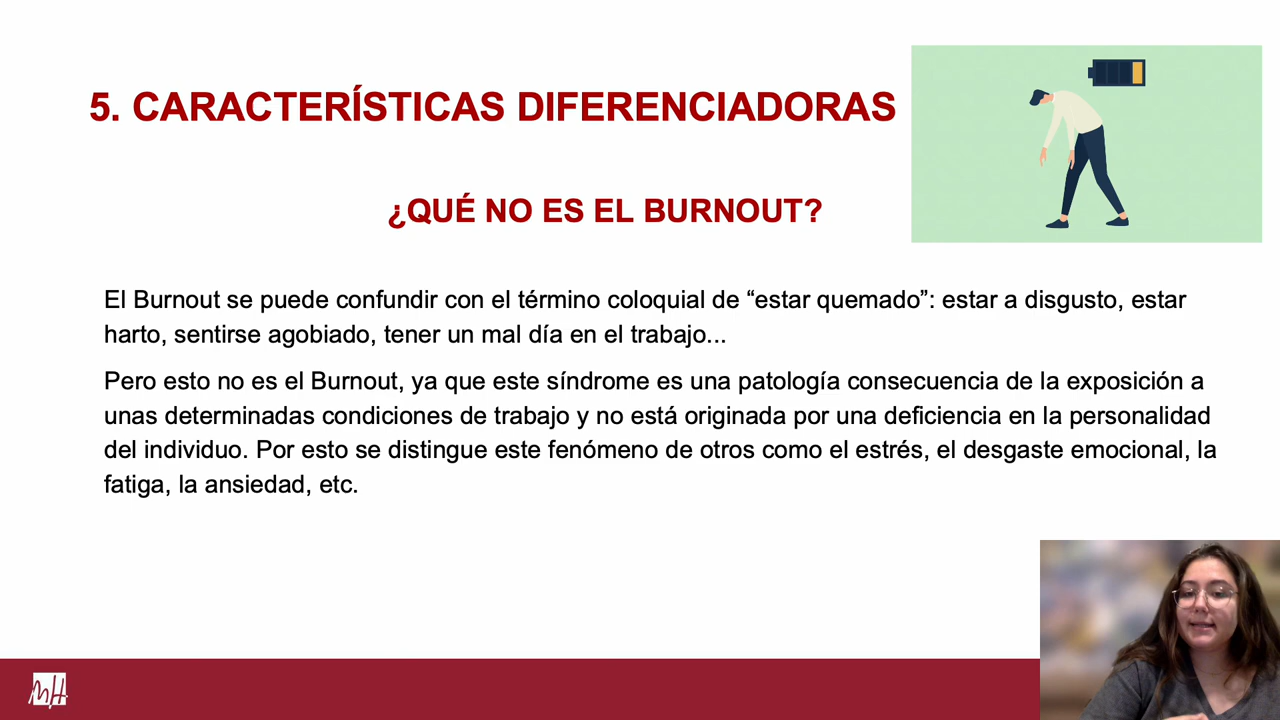 5. CARACTERÍSTICAS DIFERENCIADORAS
¿QUÉ NO ES EL BURNOUT?
El Burnout se puede confundir con el término coloquial de “estar quemado”: estar a disgusto, estar
harto, sentirse agobiado, tener un mal día en el trabajo...
Pero esto no es el Burnout, ya que este síndrome es una patología consecuencia de la exposición a
unas determinadas condiciones de trabajo y no está originada por una deficiencia en la personalidad
del individuo. Por esto se distingue este fenómeno de otros como el estrés, el desgaste emocional, la
fatiga, la ansiedad, etc.
MH